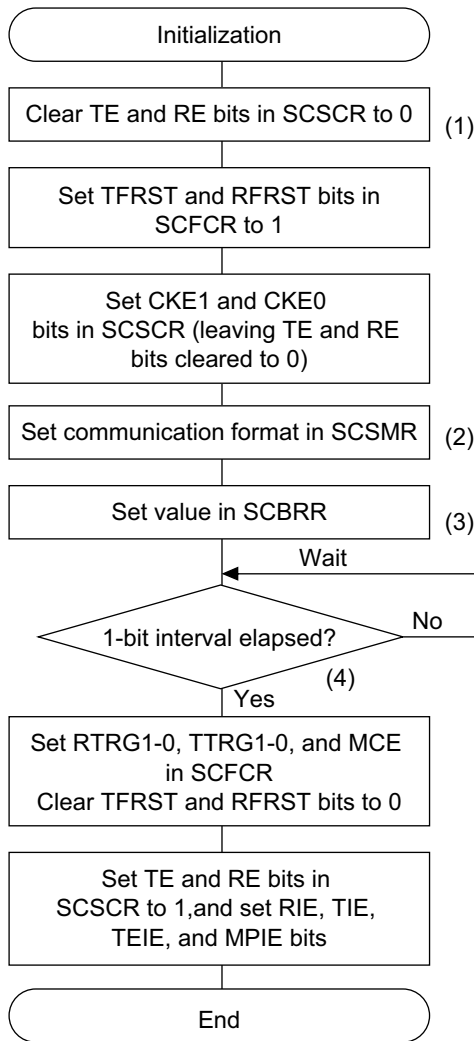 Initialization
Clear TE and RE bits in SCSCR to 0
(1)
Set TFRST and RFRST bits in
SCFCR to 1
Set CKE1 and CKE0
bits in SCSCR (leaving TE and RE
bits cleared to 0)
Set communication format in SCSMR
(2)
Set value in SCBRR
(3)
Wait
1-bit interval elapsed?
No
(4)
Yes
Set RTRG1-0, TTRG1-0, and MCE
in SCFCR
Clear TFRST and RFRST bits to 0
Set TE and RE bits in
SCSCR to 1,and set RIE, TIE,
TEIE, and MPIE bits
End